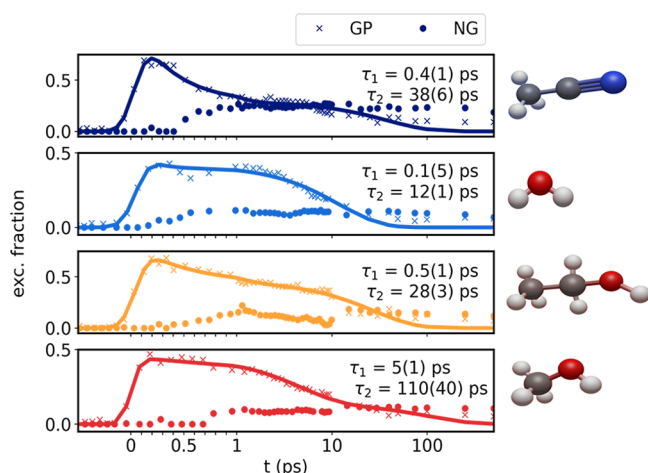 GP NG
0.5
0.0
τ1 = 0.4(1) ps
τ2 = 38(6) ps
0.5
0.0
τ1 = 0.1(5) ps
τ2 = 12(1) ps
0.5
0.0
τ1 = 0.5(1) ps
τ2 = 28(3) ps
0.5
0.0
τ1 = 5(1) ps
τ2 = 110(40) ps
exc. fraction
0 0.5 1 10 100
t (ps)